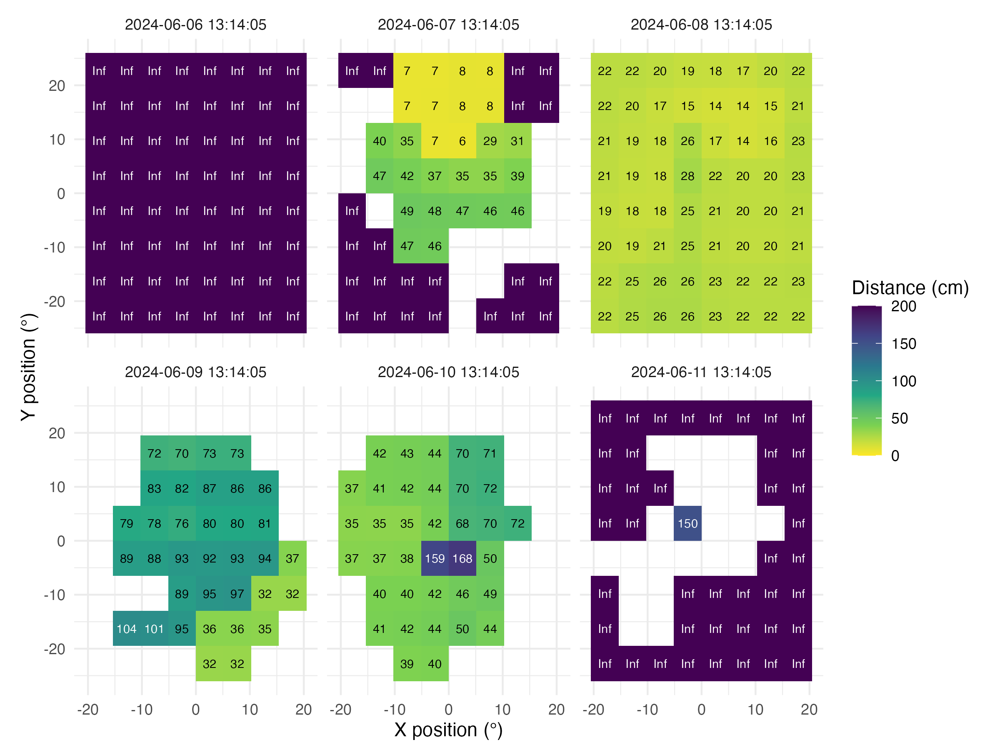 2024-06-06 13:14:05 2024-06-07 13:14:05 2024-06-08 13:14:05
Inf Inf Inf Inf Inf Inf Inf Inf Inf Inf 7 7 8 8 Inf Inf 22 22 20 19 18 17 20 22
20
Inf Inf Inf Inf Inf Inf Inf Inf 7 7 8 8 Inf Inf 22 20 17 15 14 14 15 21
10 Inf Inf Inf Inf Inf Inf Inf Inf 40 35 7 6 29 31 21 19 18 26 17 14 16 23
Inf Inf Inf Inf Inf Inf Inf Inf 47 42 37 35 35 39 21 19 18 28 22 20 20 23
0
Inf Inf Inf Inf Inf Inf Inf Inf Inf 49 48 47 46 46 19 18 18 25 21 20 20 21
-10 Inf Inf Inf Inf Inf Inf Inf Inf Inf Inf 47 46 20 19 21 25 21 20 20 21
Inf Inf Inf Inf Inf Inf Inf Inf Inf Inf Inf Inf Inf Inf 22 25 26 26 23 22 22 23
-20
Inf Inf Inf Inf Inf Inf Inf Inf Inf Inf Inf Inf Inf Inf Inf 22 25 26 26 23 22 22 22
2024-06-09 13:14:05 2024-06-10 13:14:05 2024-06-11 13:14:05
Inf Inf Inf Inf Inf Inf Inf Inf
20
72 70 73 73 42 43 44 70 71 Inf Inf Inf Inf
10 83 82 87 86 86 37 41 42 44 70 72 Inf Inf Inf Inf Inf
79 78 76 80 80 81 35 35 35 42 68 70 72 Inf Inf 150 Inf
0
89 88 93 92 93 94 37 37 37 38 159 168 50 Inf Inf
-10 89 95 97 32 32 40 40 42 46 49 Inf Inf Inf Inf Inf Inf
104 101 95 36 36 35 41 42 44 50 44 Inf Inf Inf Inf Inf Inf
-20
32 32 39 40 Inf Inf Inf Inf Inf Inf Inf Inf
-20 -10 0 10 20 -20 -10 0 10 20 -20 -10 0 10 20
X position (°)
Y position (°)
Distance (cm)
200
150
100
50
0